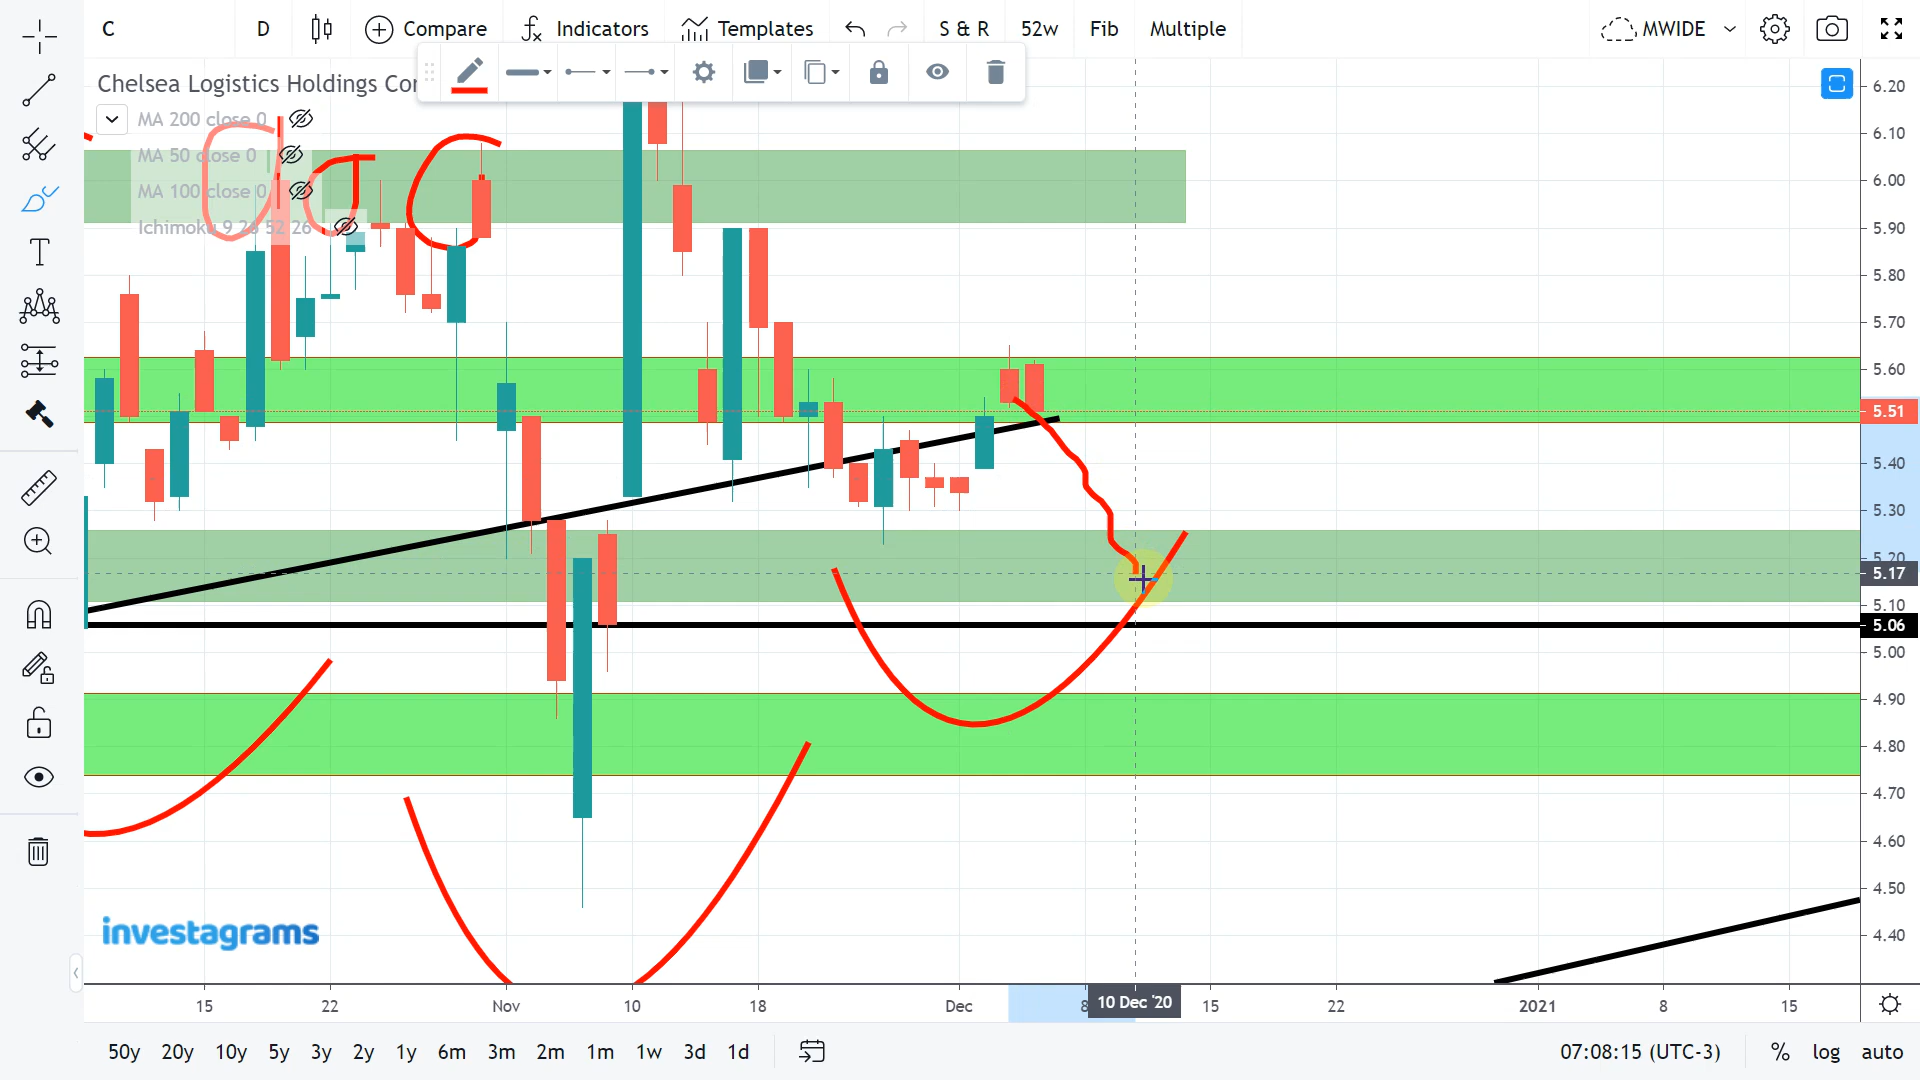 C D Compare Indicators Templates S & R 52w Fib Multiple MWIDE
Chelsea Logistics Holdings Cor
MA 200 close 0
MA 50 close 0
MA 100 close 0
Ichimoku 9 26 52 26
6.20
6.10
6.00
5.90
5.80
5.70
5.60
5.51
5.40
5.30
5.20
5.17
5.10
5.06
5.00
4.90
4.80
4.70
4.60
4.50
4.40
investagrams
15 22 Nov 10 18 Dec 8 10 Dec '20 15 22 2021 8 15
50y 20y 10y 5y 3y 2y 1y 6m 3m 2m 1m 1w 3d 1d 07:08:15 (UTC-3) % log auto